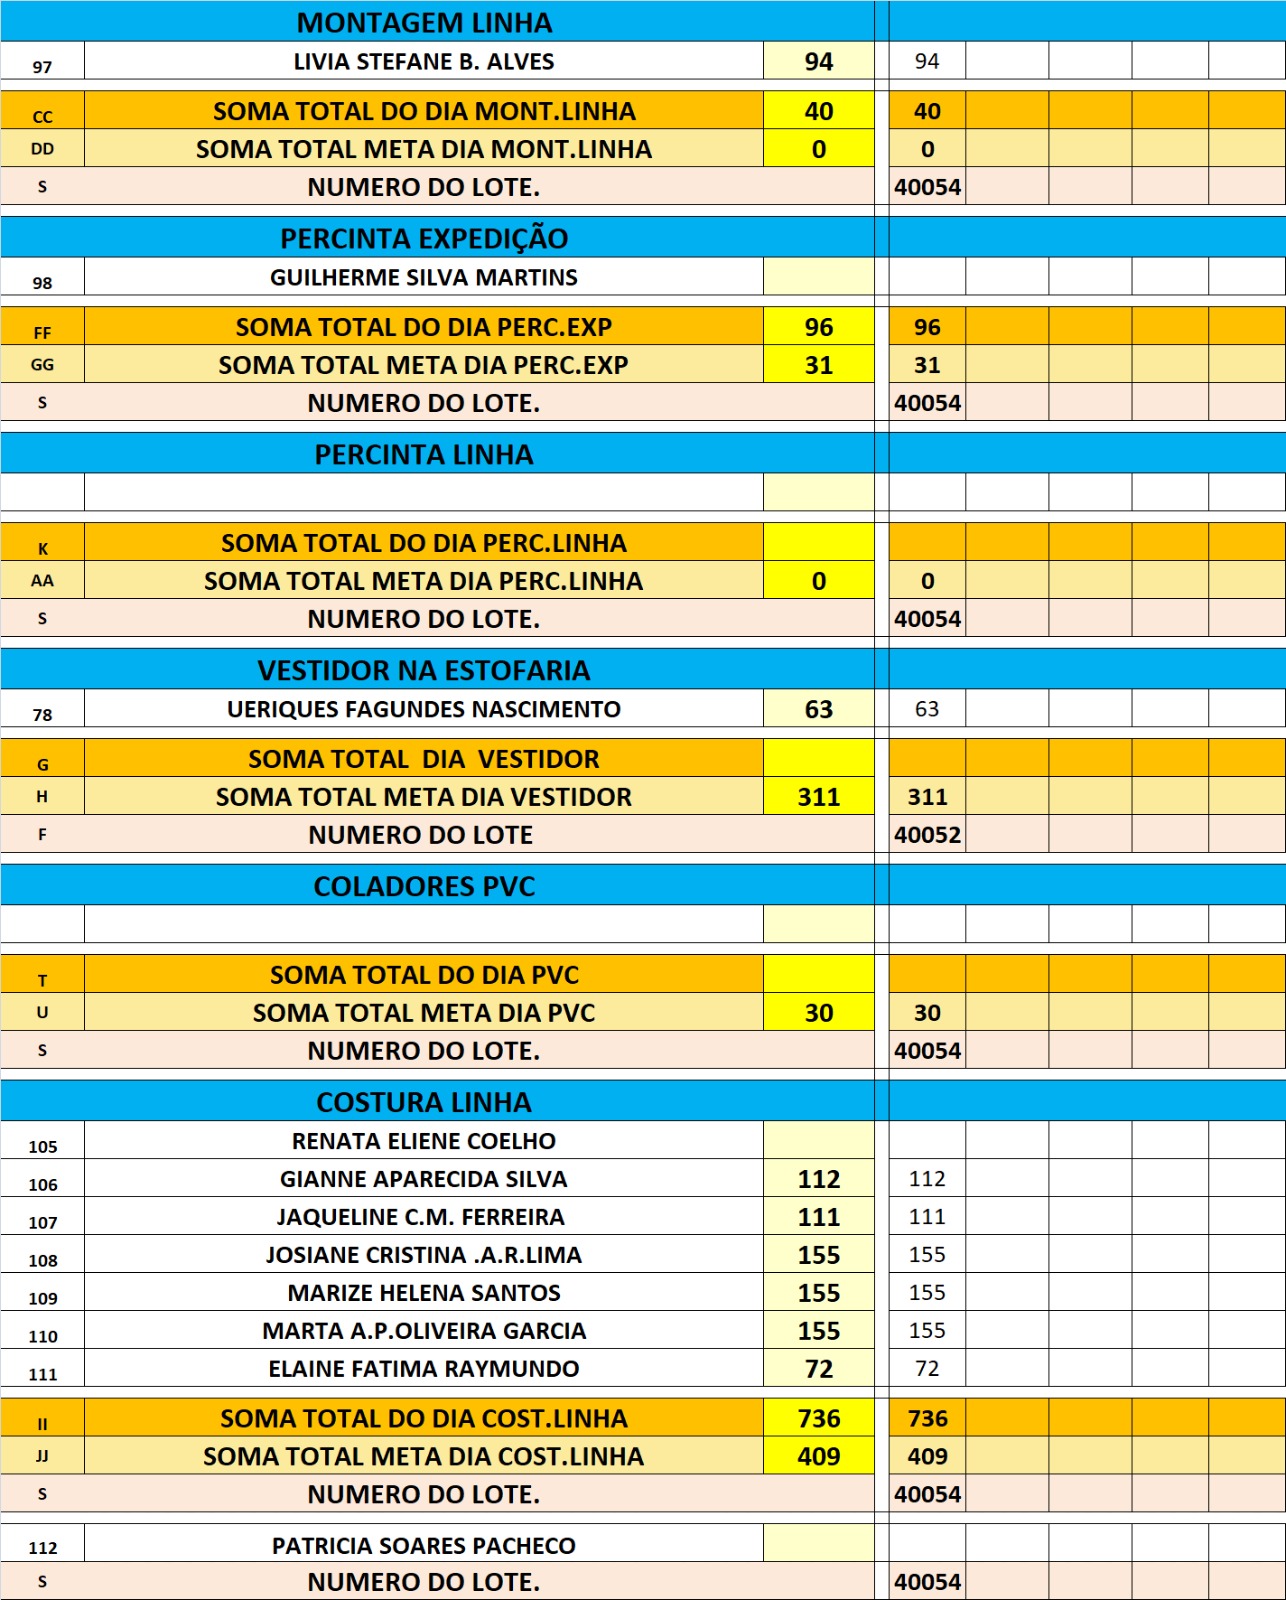 MONTAGEM LINHA
97 LIVIA STEFANE B. ALVES 94 94
CC SOMA TOTAL DO DIA MONT.LINHA 40 40
DD SOMA TOTAL META DIA MONT.LINHA 0 0
S NUMERO DO LOTE. 40054
PERCINTA EXPEDIÇÃO
98 GUILHERME SILVA MARTINS
FF SOMA TOTAL DO DIA PERC.EXP 96 96
GG SOMA TOTAL META DIA PERC.EXP 31 31
S NUMERO DO LOTE. 40054
PERCINTA LINHA
K SOMA TOTAL DO DIA PERC.LINHA
AA SOMA TOTAL META DIA PERC.LINHA 0 0
S NUMERO DO LOTE. 40054
VESTIDOR NA ESTOFARIA
78 UERIQUES FAGUNDES NASCIMENTO 63 63
G SOMA TOTAL DIA VESTIDOR
H SOMA TOTAL META DIA VESTIDOR 311 311
F NUMERO DO LOTE 40052
COLADORES PVC
T SOMA TOTAL DO DIA PVC
U SOMA TOTAL META DIA PVC 30 30
S NUMERO DO LOTE. 40054
COSTURA LINHA
105 RENATA ELIENE COELHO
106 GIANNE APARECIDA SILVA 112 112
107 JAQUELINE C.M. FERREIRA 111 111
108 JOSIANE CRISTINA .A.R.LIMA 155 155
109 MARIZE HELENA SANTOS 155 155
110 MARTA A.P.OLIVEIRA GARCIA 155 155
111 ELAINE FATIMA RAYMUNDO 72 72
II SOMA TOTAL DO DIA COST.LINHA 736 736
JJ SOMA TOTAL META DIA COST.LINHA 409 409
S NUMERO DO LOTE. 40054
112 PATRICIA SOARES PACHECO
S NUMERO DO LOTE. 40054